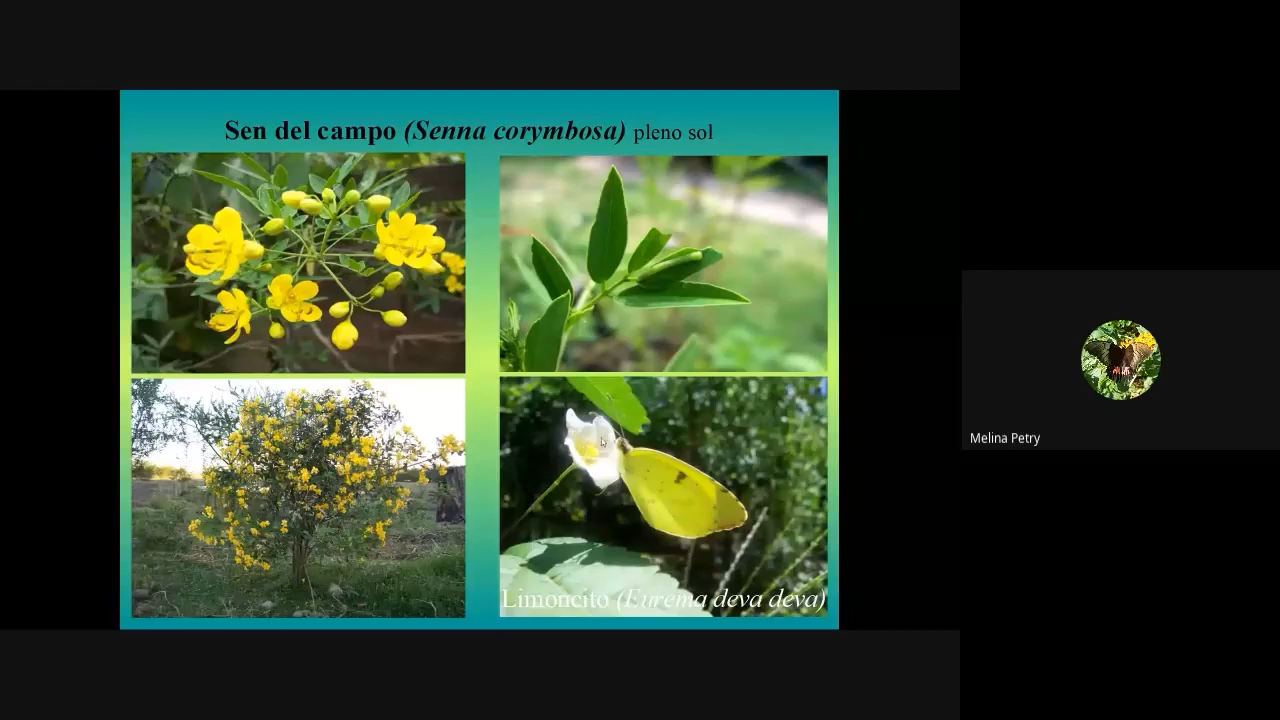 Sen del campo (Senna corymbosa) pleno sol
Limoncito (Eurema deva deva)
Melina Petry